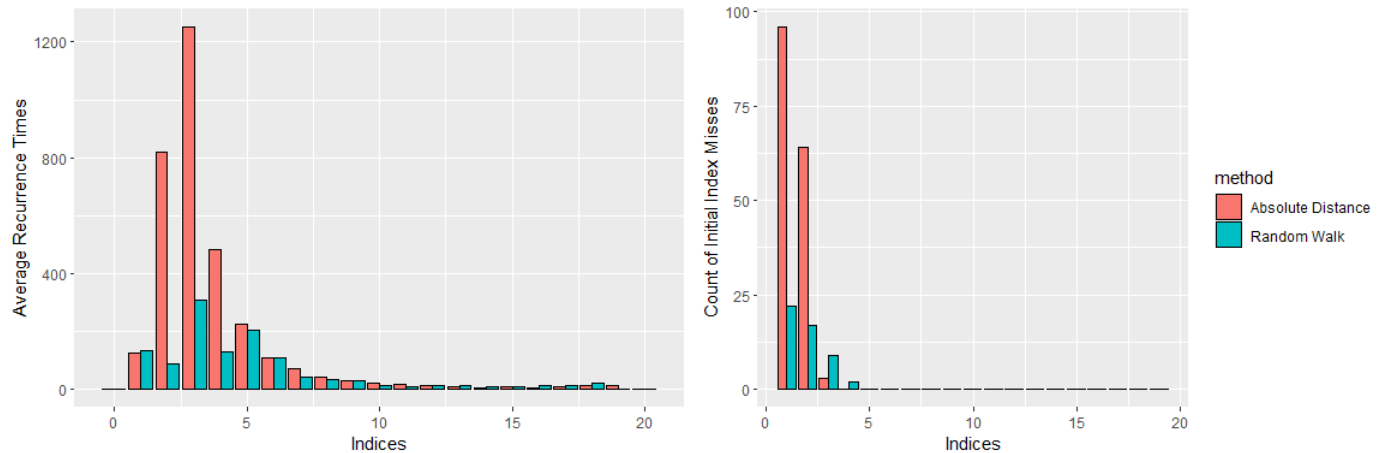 Average Recurrence Times
1200
800
400
0
0
5
10
15
20
Indices
Count of Initial Index Misses
100
75
50
25
0
0
5
10
15
20
Indices
method
Absolute Distance
Random Walk